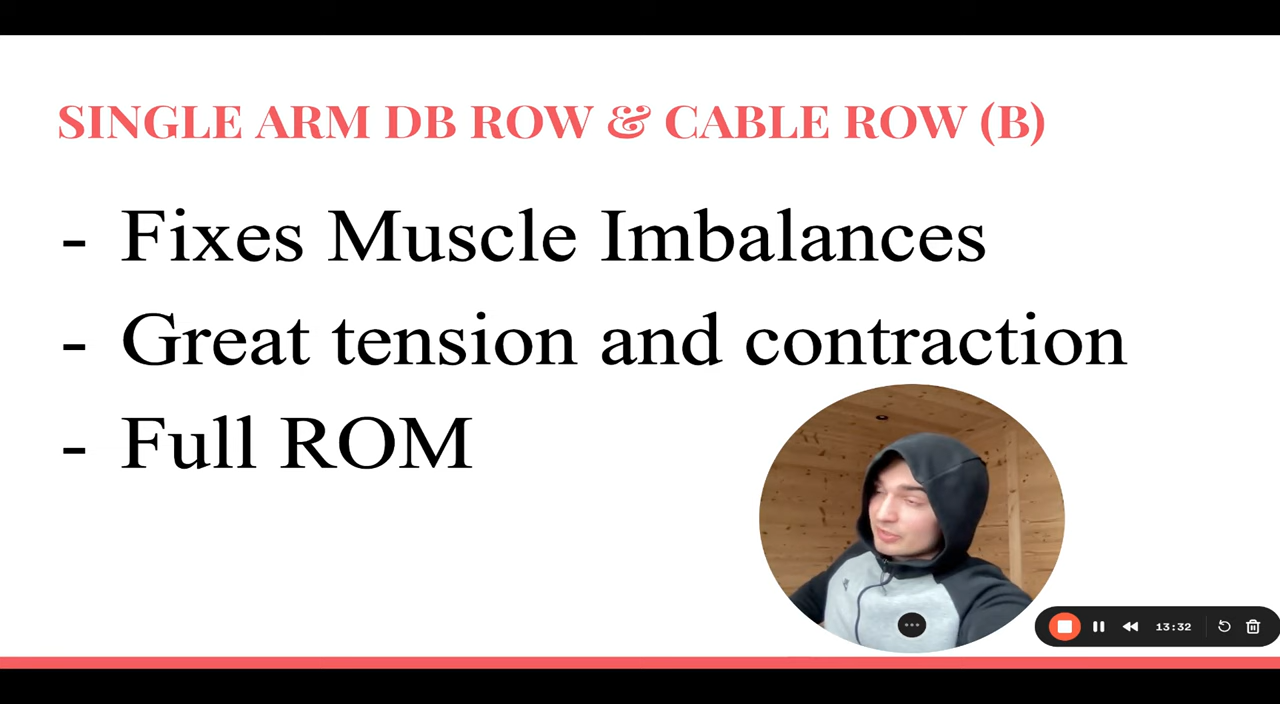 SINGLE ARM DB ROW & CABLE ROW (B)
- Fixes Muscle Imbalances
- Great tension and contraction
- Full ROM
13:32